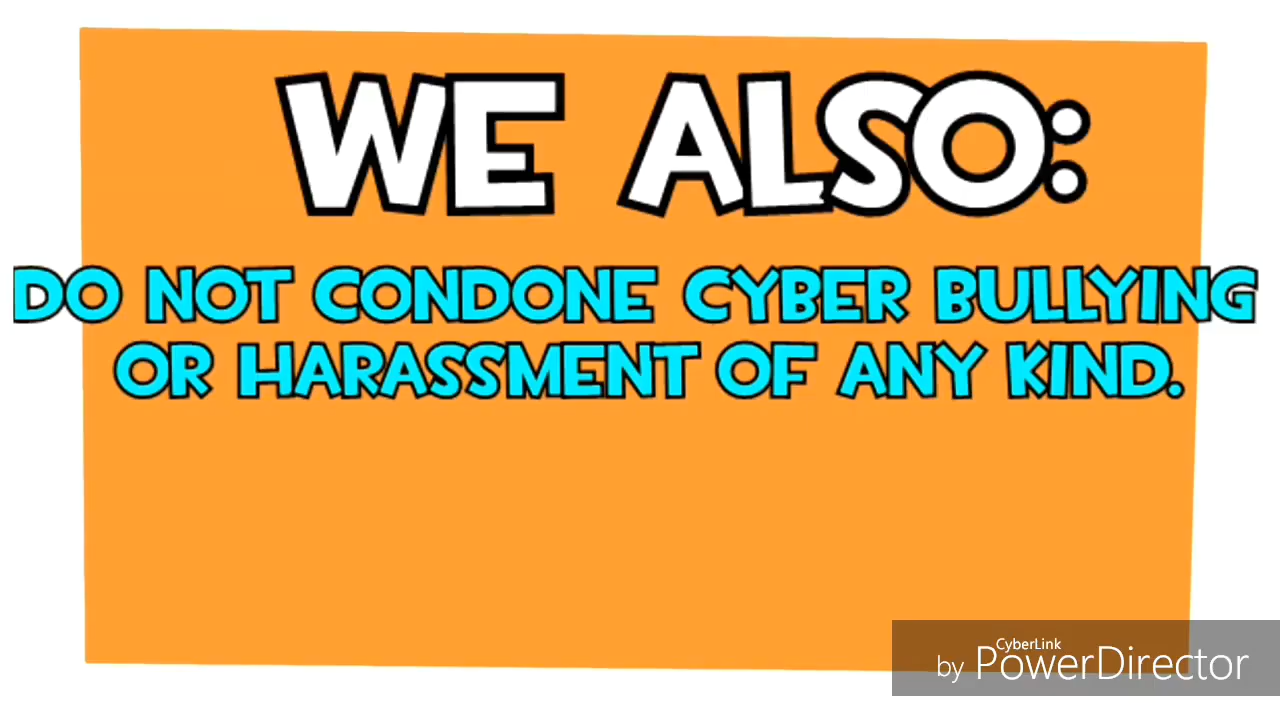 WE ALSO:
DO NOT CONDONE CYBER BULLYING
OR HARASSMENT OF ANY KIND.
CyberLink
by PowerDirector